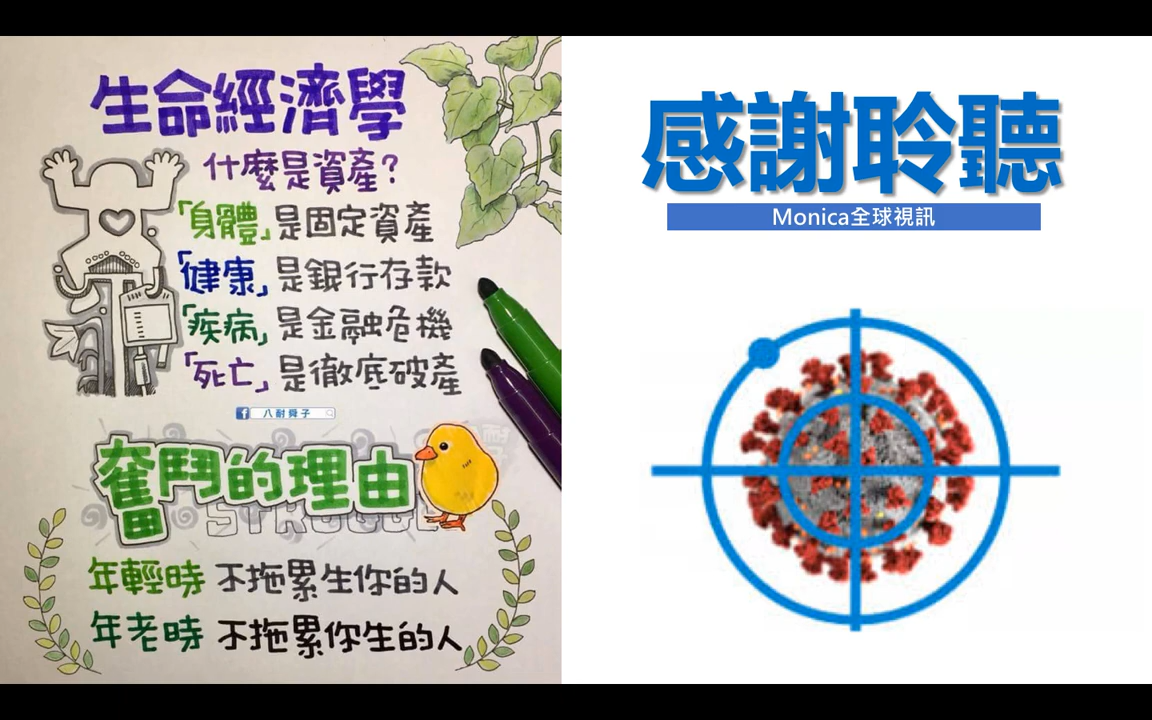 生命經濟學
什麼是資產?
「身體」是固定資產
「健康」是銀行存款
「疾病」是金融危機
「死亡」是徹底破產
f 八耐舜子
奮鬥的理由
年輕時 不拖累生你的人
年老時 不拖累你生的人
感謝聆聽
Monica全球視訊